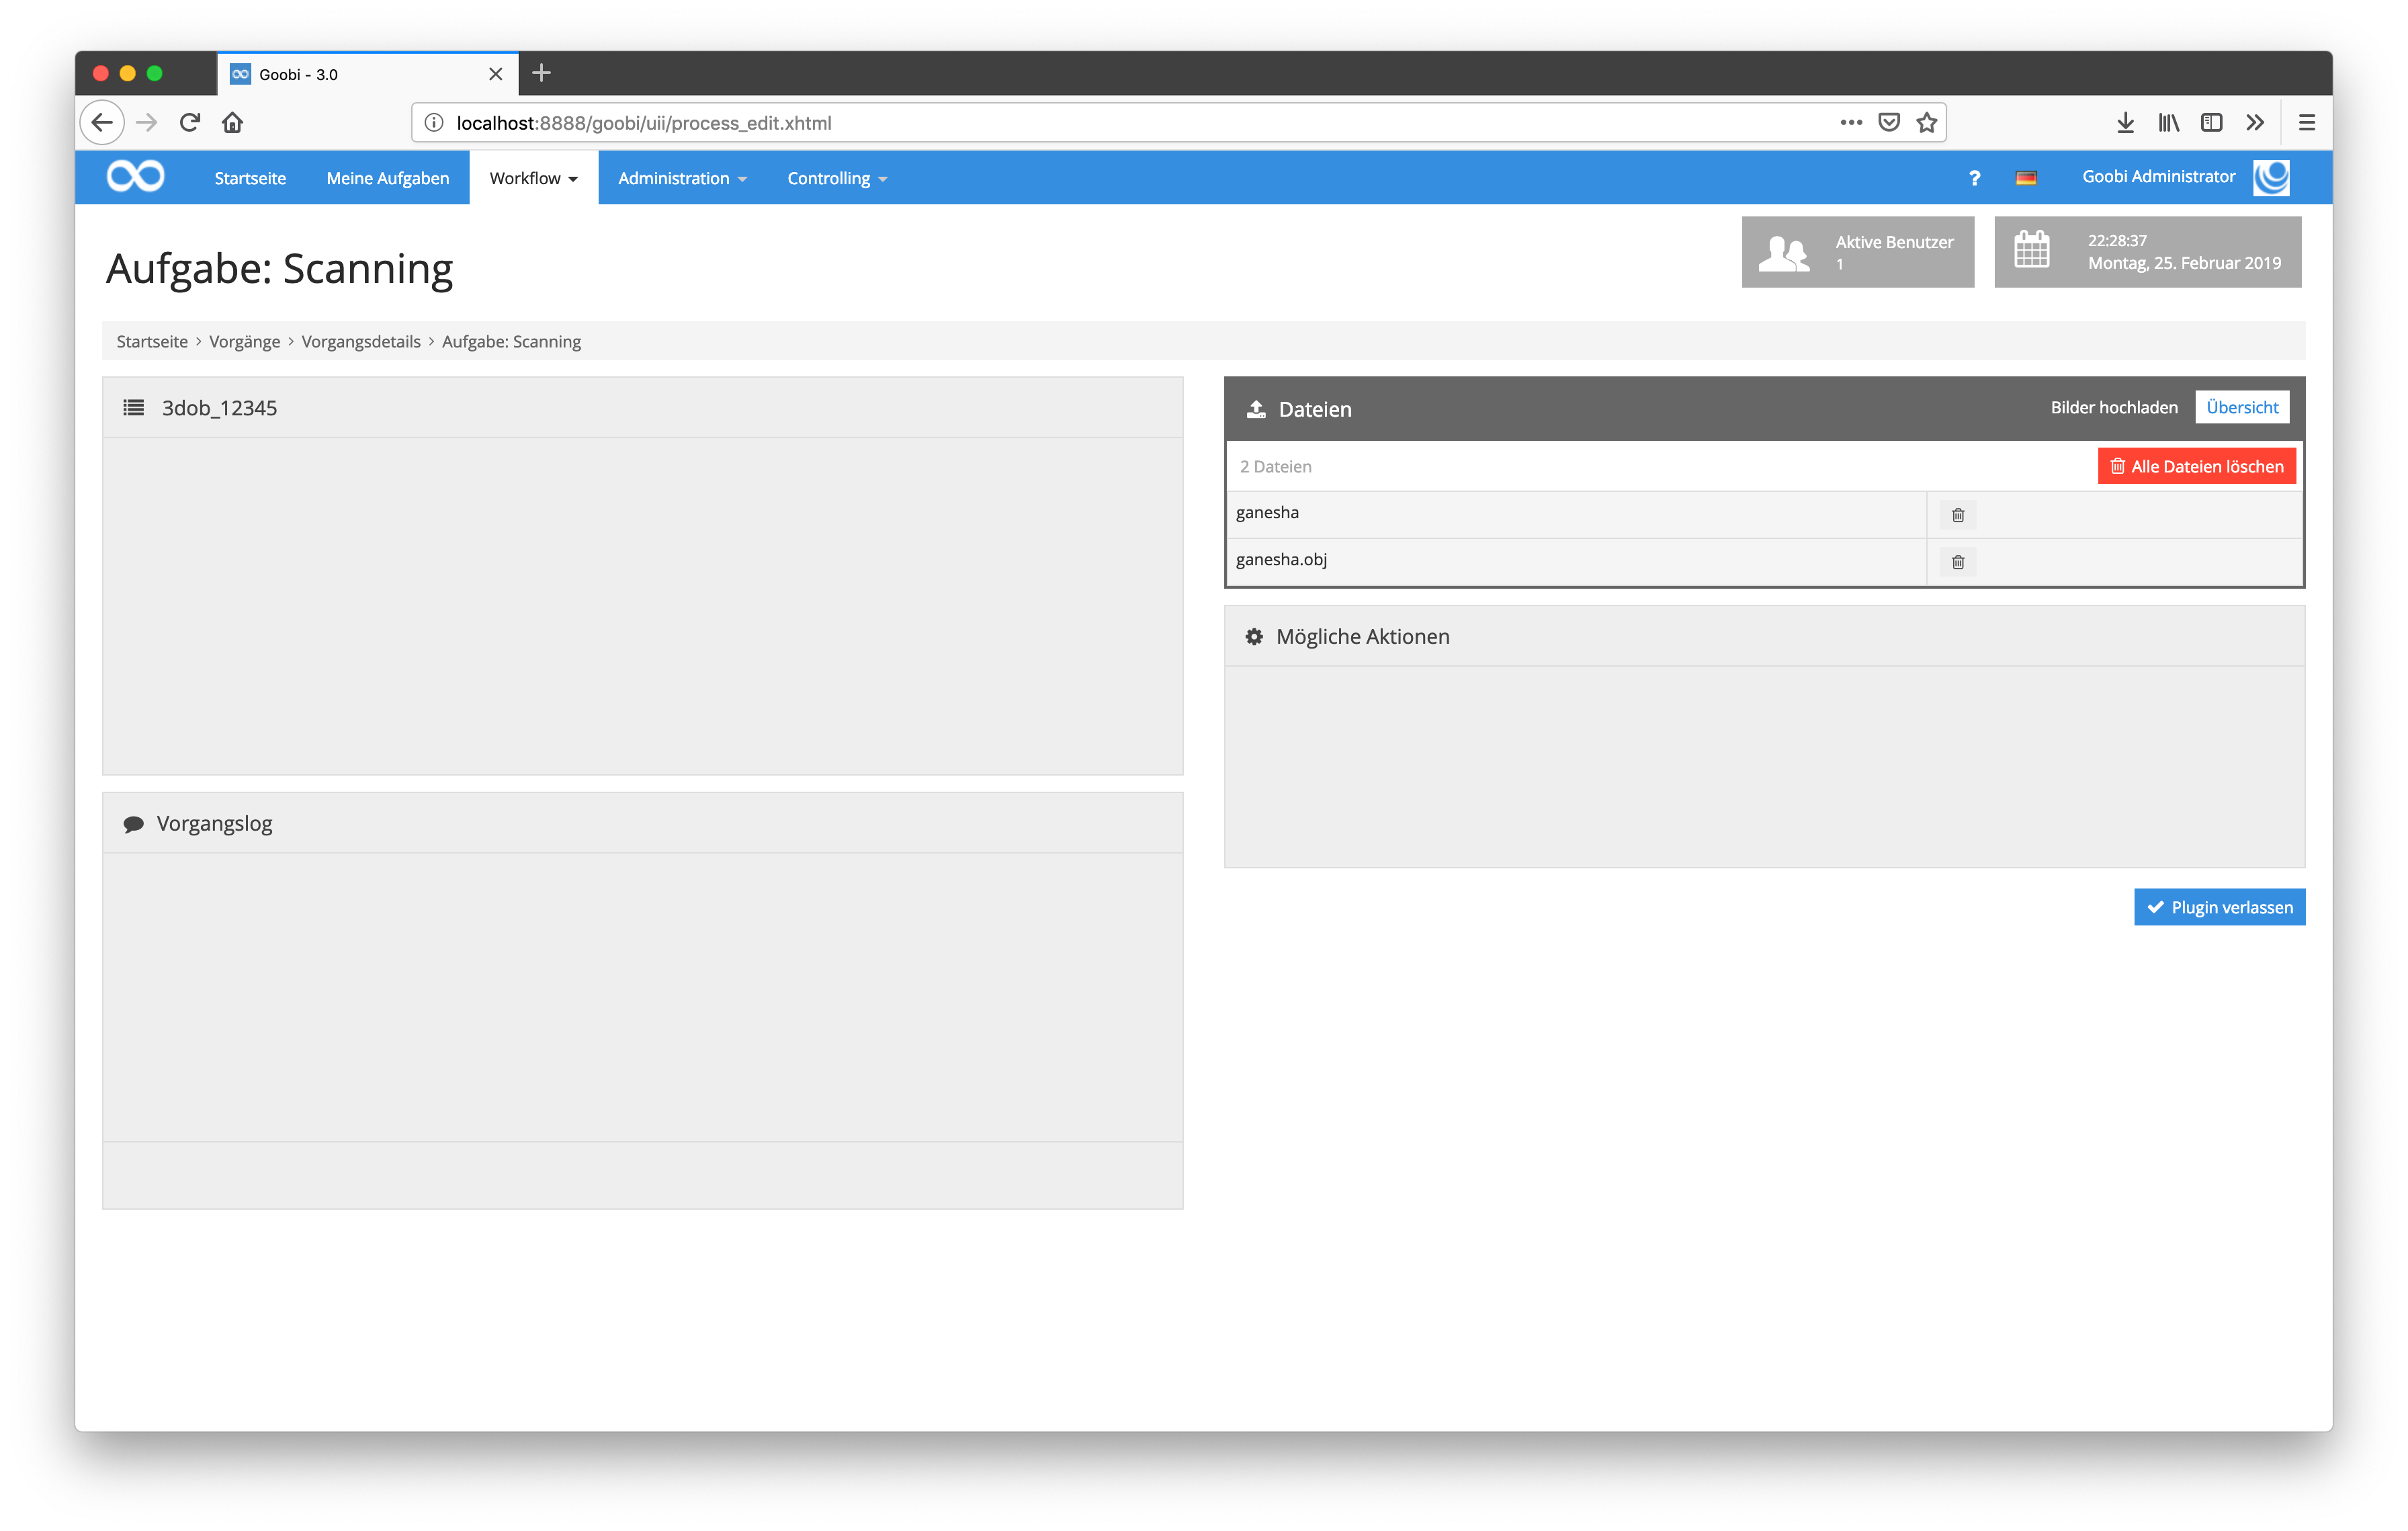 Goobi - 3.0
localhost:8888/goobi/uii/process_edit.xhtml
Startseite Meine Aufgaben Workflow Administration Controlling ? Goobi Administrator
Aufgabe: Scanning
Aktive Benutzer
1
22:28:37
Montag, 25. Februar 2019
Startseite > Vorgänge > Vorgangsdetails > Aufgabe: Scanning
3dob_12345
Vorgangslog
Dateien Bilder hochladen Übersicht
2 Dateien Alle Dateien löschen
ganesha
ganesha.obj
Mögliche Aktionen
Plugin verlassen